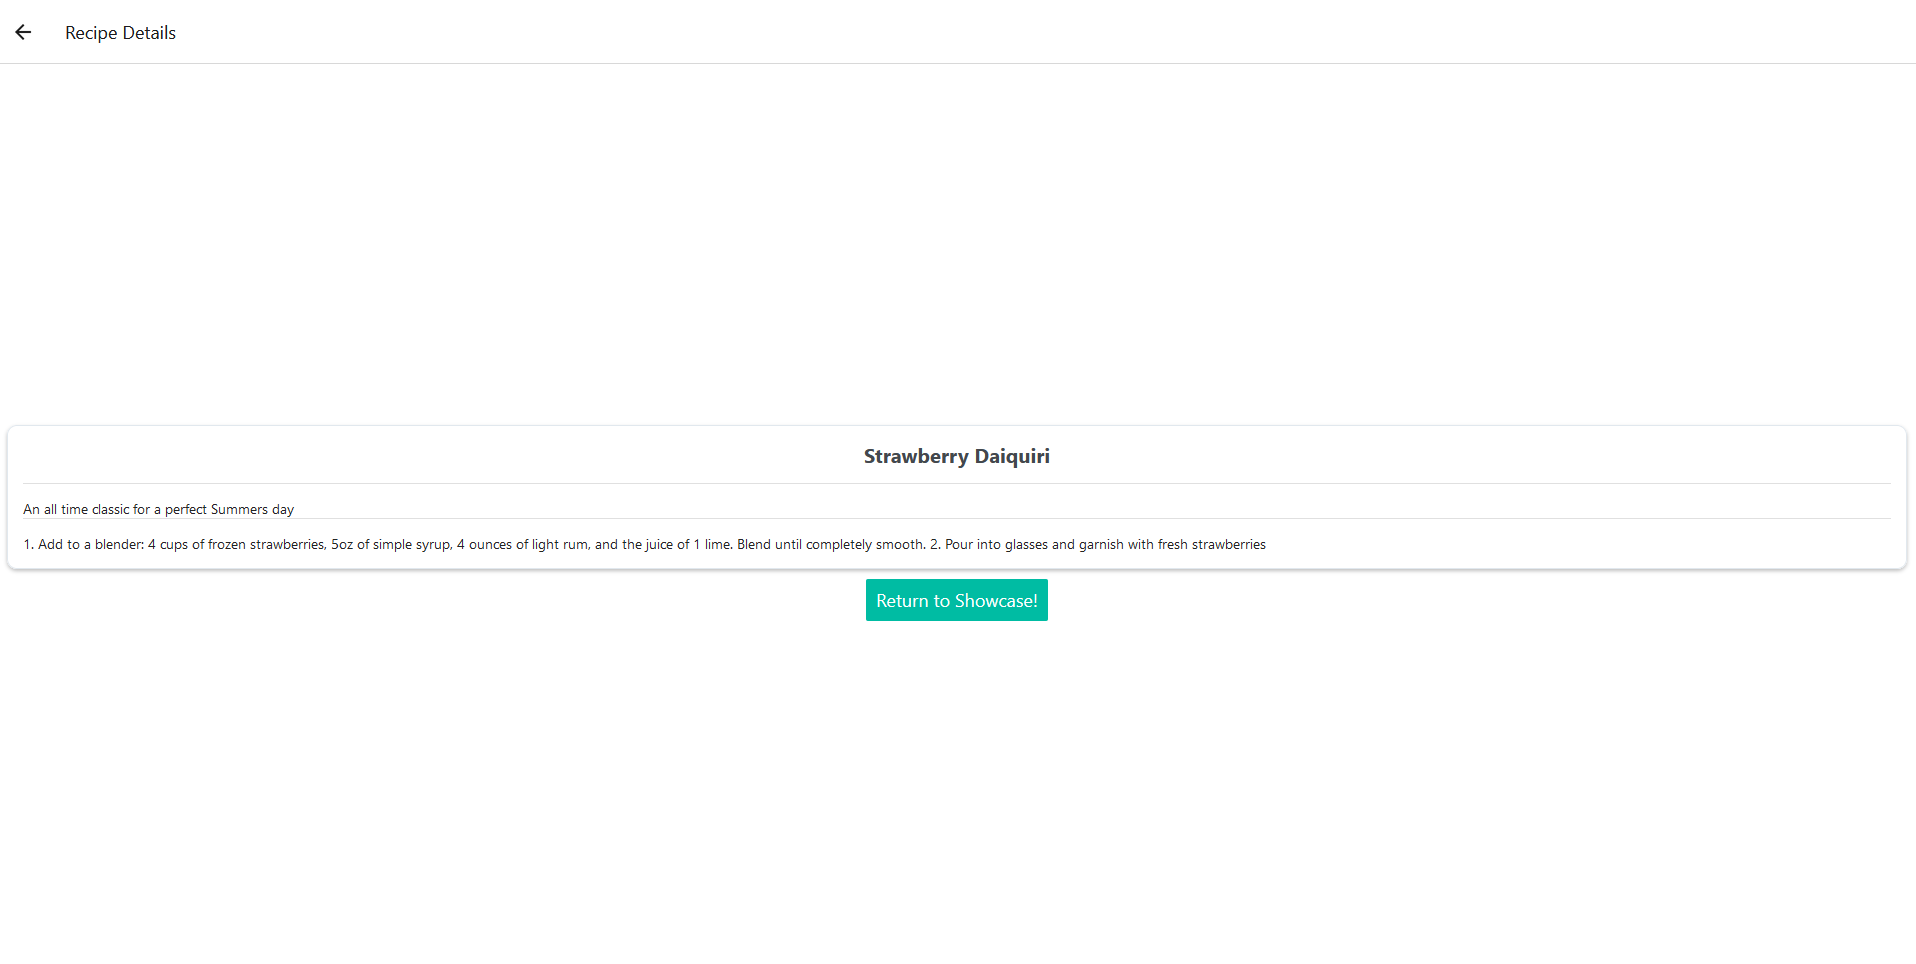 Recipe Details
Strawberry Daiquiri
An all time classic for a perfect Summers day
1. Add to a blender: 4 cups of frozen strawberries, 5oz of simple syrup, 4 ounces of light rum, and the juice of 1 lime. Blend until completely smooth. 2. Pour into glasses and garnish with fresh strawberries
Return to Showcase!